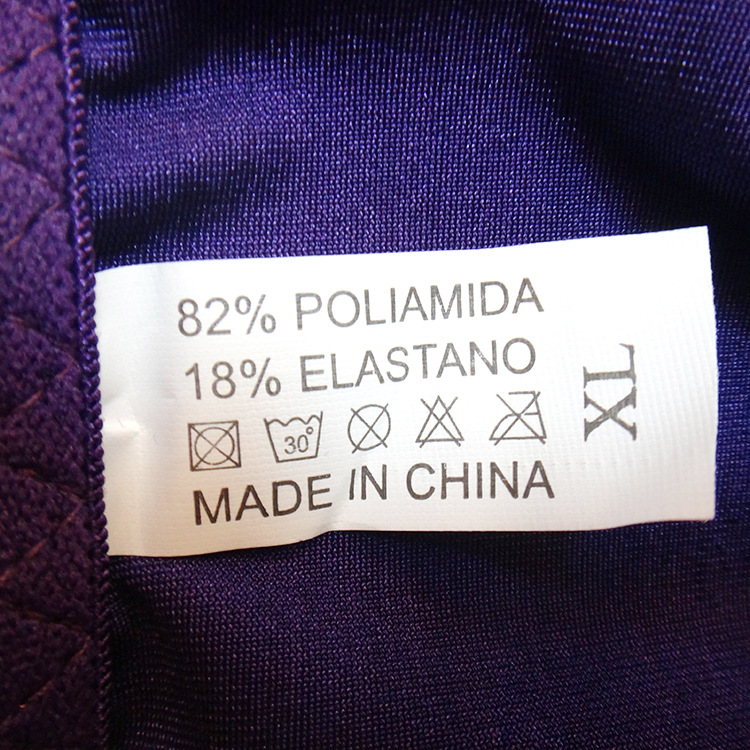 82% POLIAMIDA
18% ELASTANO
30°
MADE IN CHINA
XL